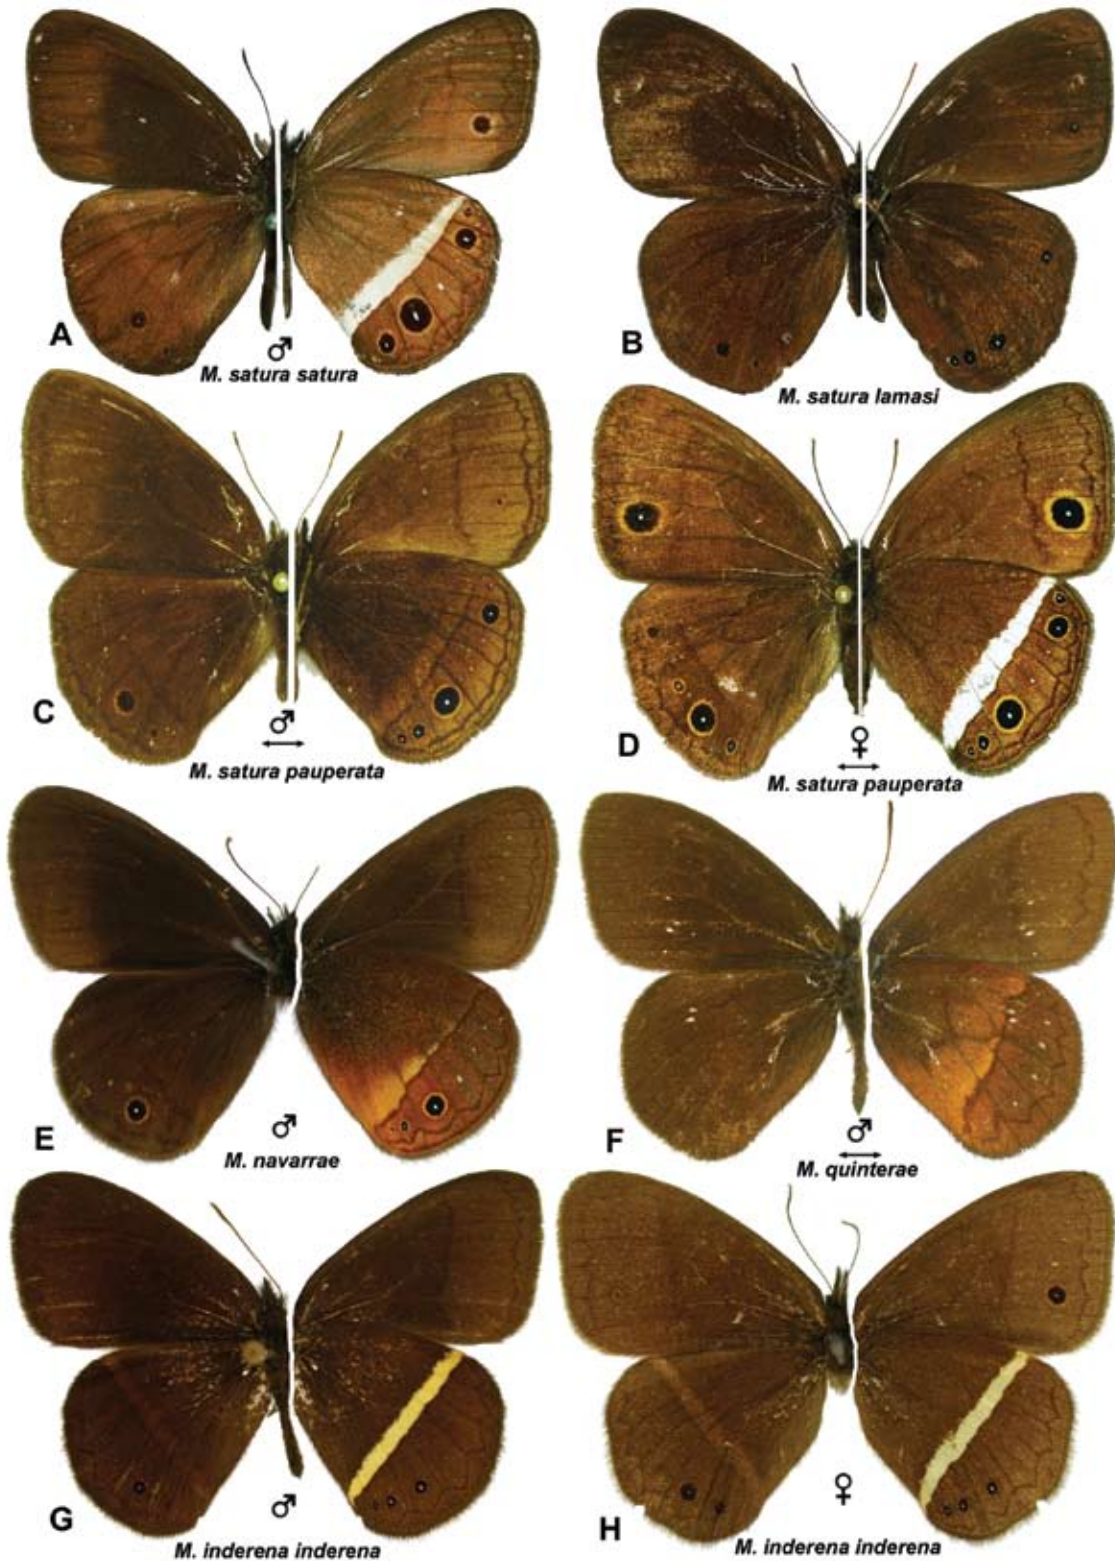 A
♂
M. satura satura
B
M. satura lamasi
C
♂
M. satura pauperata
D
♀
M. satura pauperata
E
♂
M. navarrae
F
♂
M. quinterae
G
♂
M. inderena inderena
H
♀
M. inderena inderena